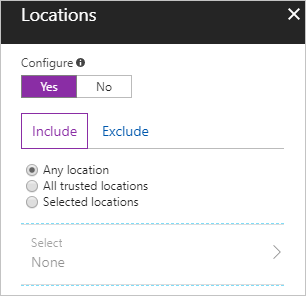 Locations
Configure
Yes No
Include Exclude
Any location
All trusted locations
Selected locations
Select
None